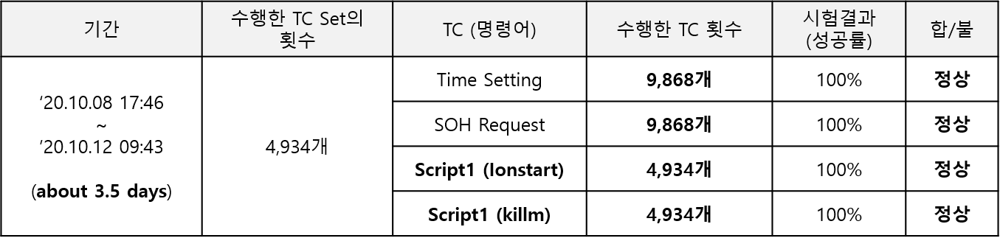 기간
수행한 TC Set의
횟수
TC (명령어)
수행한 TC 횟수
시험결과
(성공률)
합/불
‘20.10.08 17:46
~
‘20.10.12 09:43
(about 3.5 days)
4,934개
Time Setting
9,868개
100%
정상
SOH Request
9,868개
100%
정상
Script1 (Ionstart)
4,934개
100%
정상
Script1 (killm)
4,934개
100%
정상